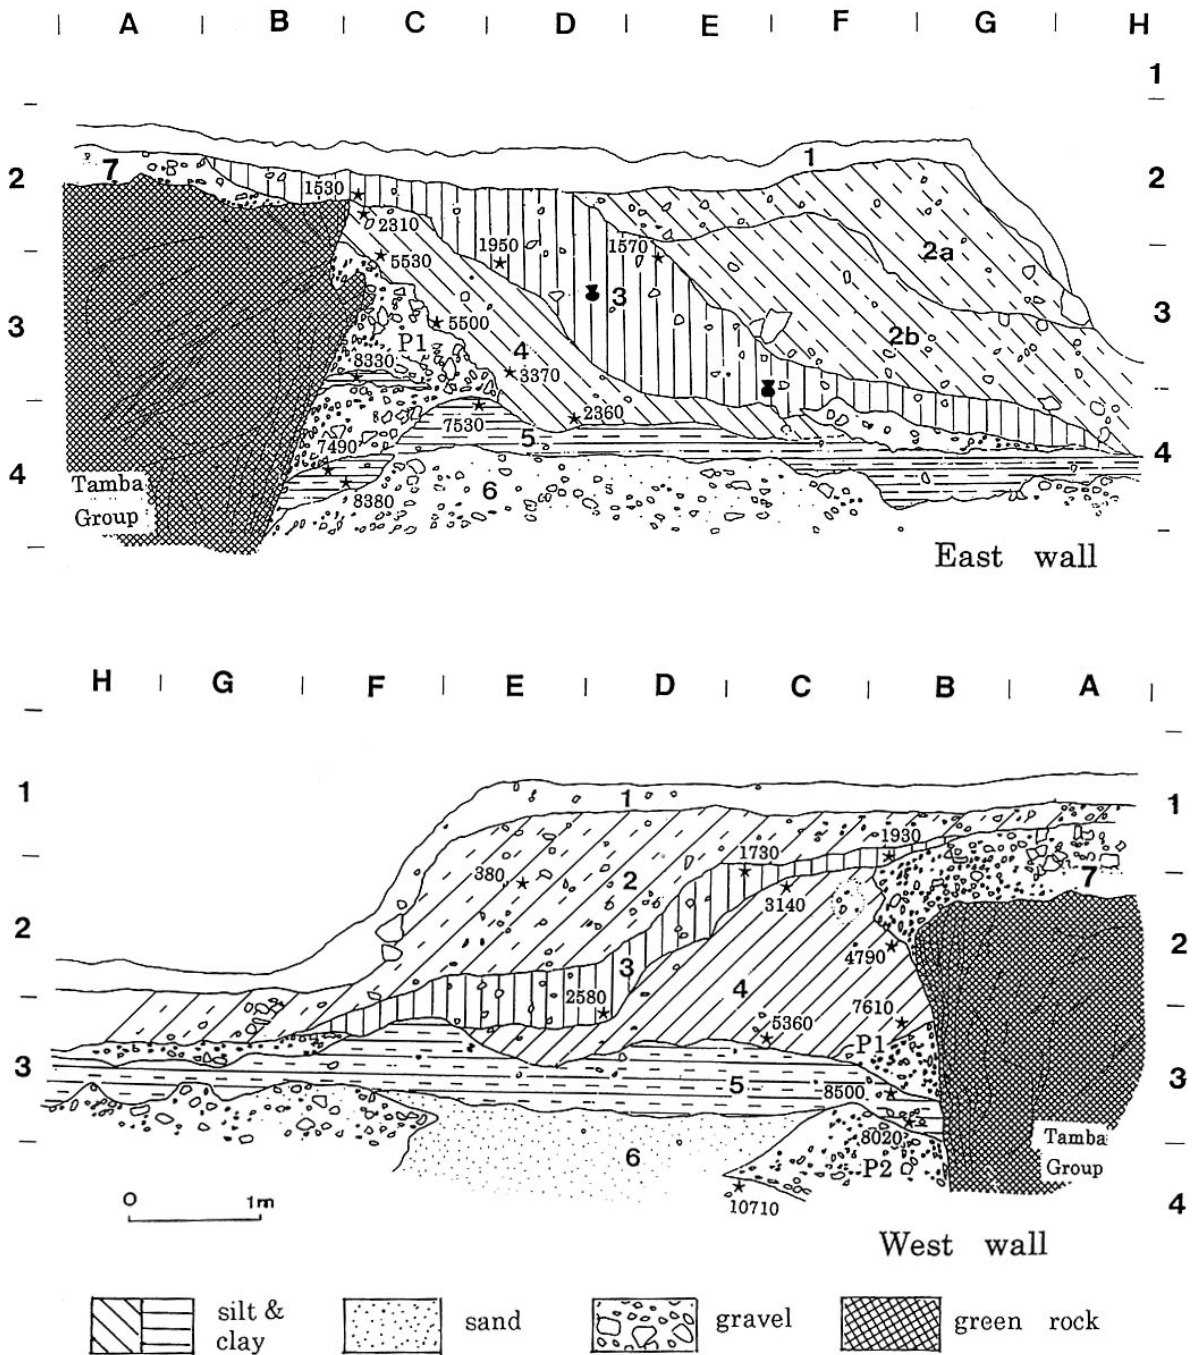 A B C D E F G H
1
1
7
2
1530
2
2310
5530
1950
1570
2a
3
3
3
5500
P1
2b
8330
4
3370
7530
2360
5
7490
4
4
Tamba
Group
8380
6
East wall
H G F E D C B A
1
1
1
1930
1730
380
2
3140
7
2
2
4790
3
2580
4
7610
5360
P1
3
5
8500
3
6
8020
P2
Tamba
Group
0 1m
10710
4
West wall
silt &
clay
sand
gravel
green rock